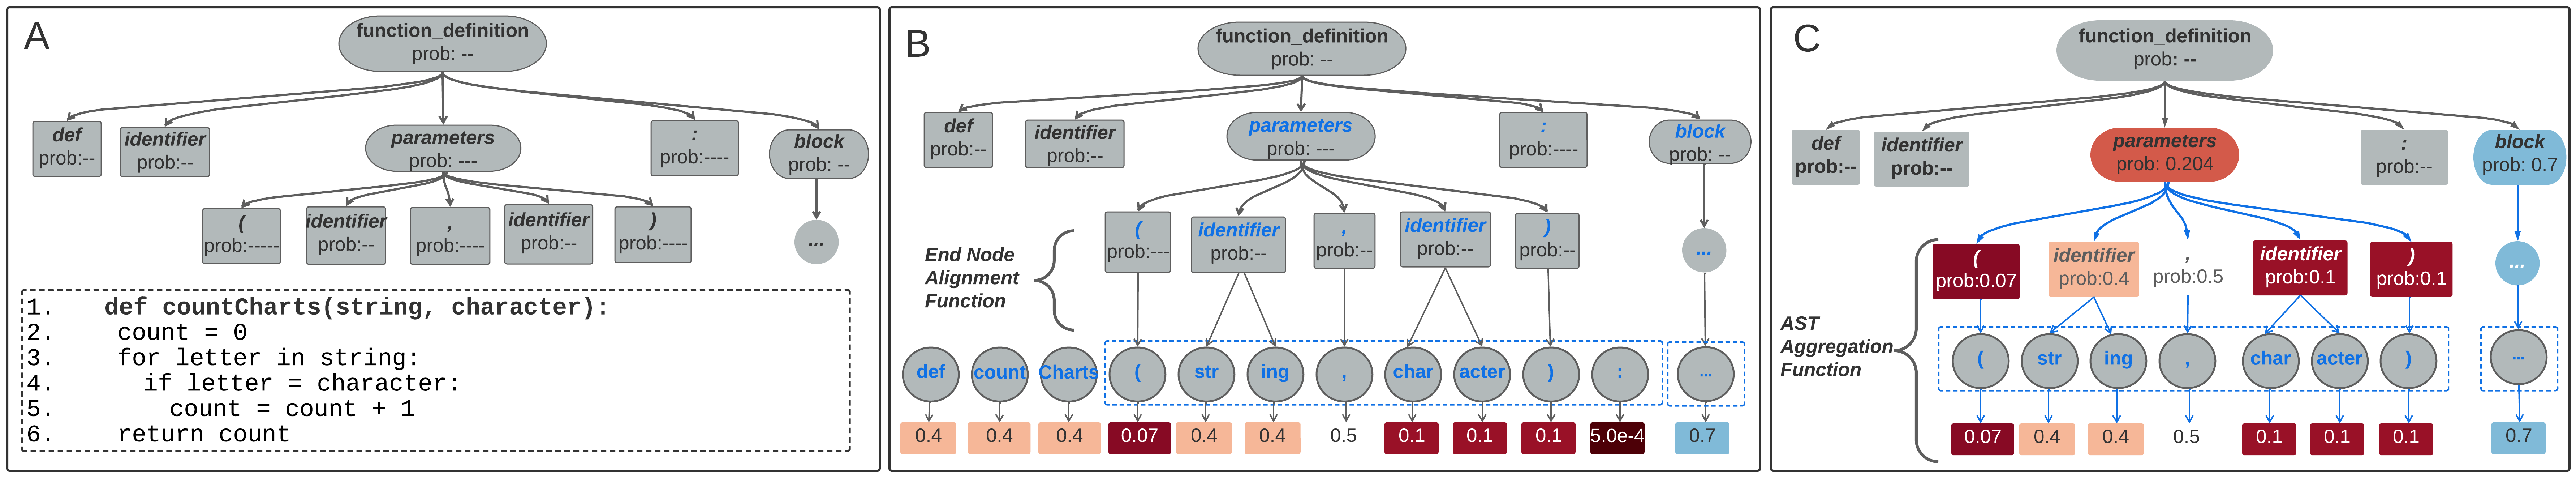 A
function_definition
prob: --
def
prob:--
identifier
prob:--
parameters
prob: ---
:
prob:----
block
prob: --
(
prob:-----
identifier
prob:--
,
prob:----
identifier
prob:--
)
prob:----
...
1. def countCharts(string, character):
2. count = 0
3. for letter in string:
4. if letter = character:
5. count = count + 1
6. return count
B
function_definition
prob: --
def
prob:--
identifier
prob:--
parameters
prob: ---
:
prob:----
block
prob: --
(
prob:---
identifier
prob:--
,
prob:--
identifier
prob:--
)
prob:--
...
End Node
Alignment
Function
def count Charts ( str ing , char acter ) : ...
0.4 0.4 0.4 0.07 0.4 0.4 0.5 0.1 0.1 0.1 5.0e-4 0.7
C
function_definition
prob: --
def
prob:--
identifier
prob:--
parameters
prob: 0.204
:
prob:--
block
prob: 0.7
(
prob:0.07
identifier
prob:0.4
,
prob:0.5
identifier
prob:0.1
)
prob:0.1
...
AST
Aggregation
Function
( str ing , char acter ) ...
0.07 0.4 0.4 0.5 0.1 0.1 0.1 0.7